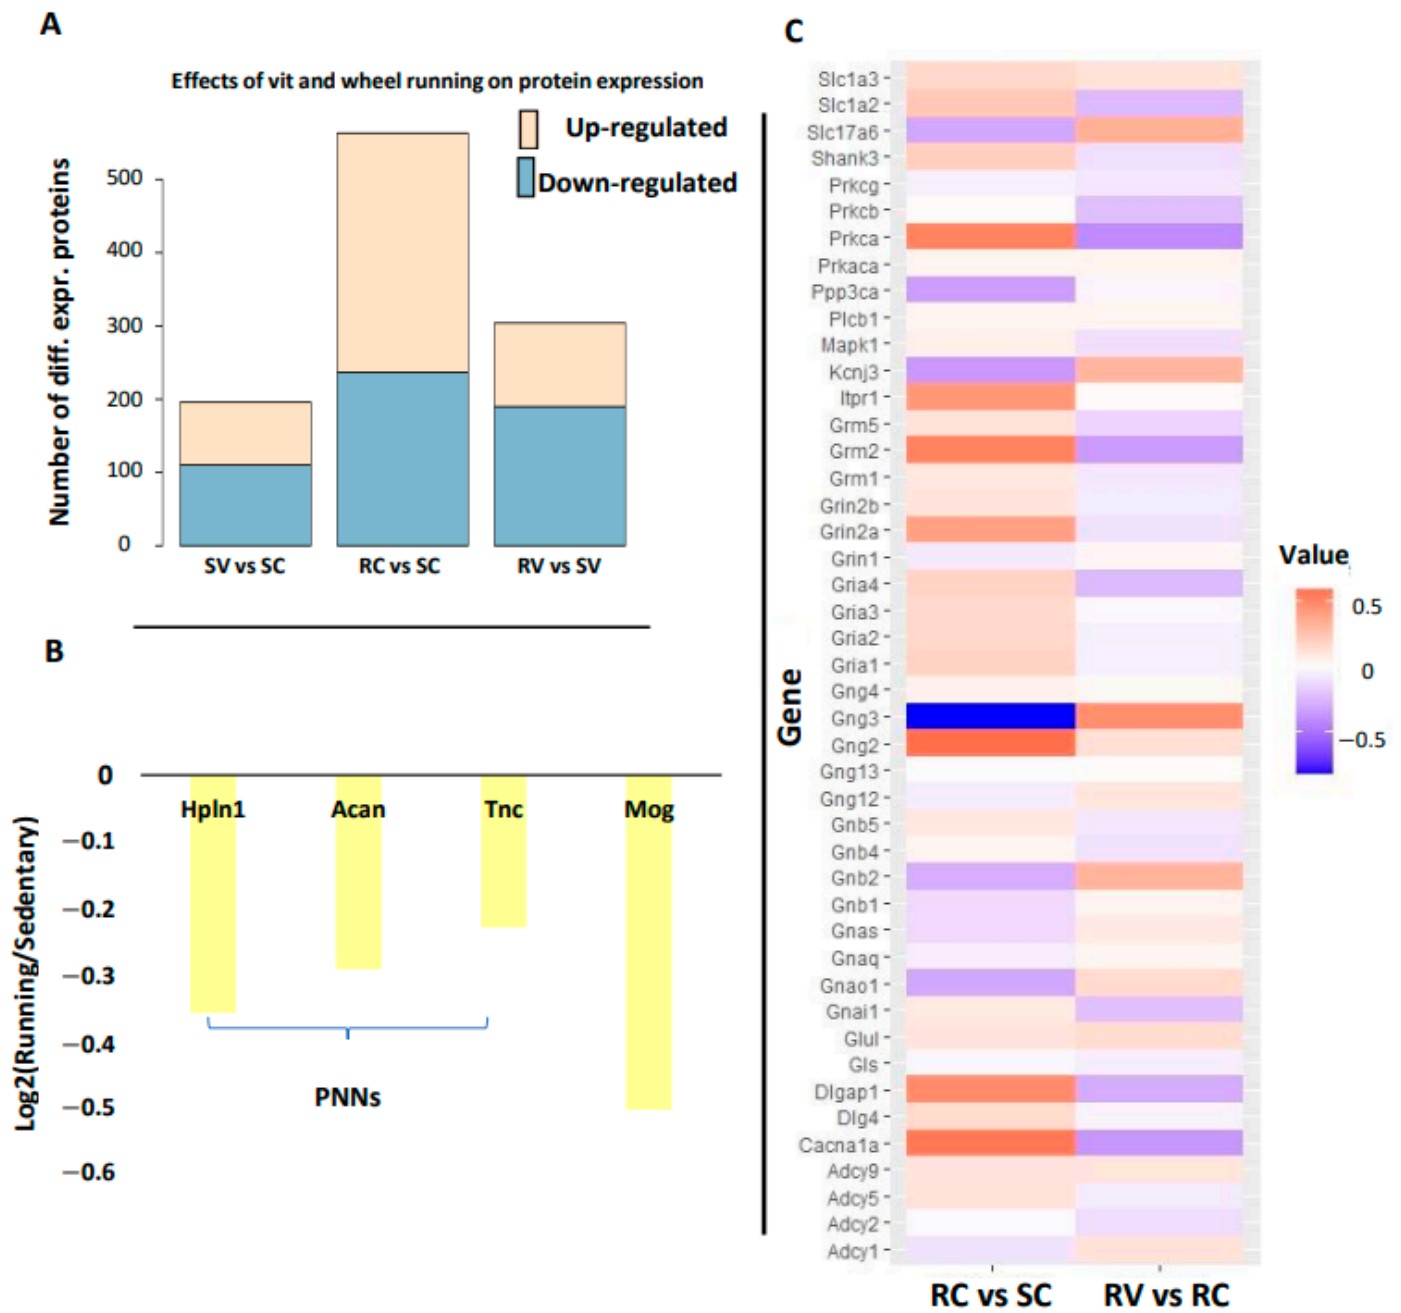 A
Effects of vit and wheel running on protein expression
Up-regulated
Down-regulated
Number of diff. expr. proteins
500
400
300
200
100
0
SV vs SC
RC vs SC
RV vs SV
B
Log2(Running/Sedentary)
0
−0.1
−0.2
−0.3
−0.4
−0.5
−0.6
Hpln1
Acan
Tnc
Mog
PNNs
C
Gene
Slc1a3
Slc1a2
Slc17a6
Shank3
Prkcg
Prkcb
Prkca
Prkaca
Ppp3ca
Plcb1
Mapk1
Kcnj3
Itpr1
Grm5
Grm2
Grm1
Grin2b
Grin2a
Grin1
Gria4
Gria3
Gria2
Gria1
Gng4
Gng3
Gng2
Gng13
Gng12
Gnb5
Gnb4
Gnb2
Gnb1
Gnas
Gnaq
Gnao1
Gnai1
Glul
Gls
Dlgap1
Dlg4
Cacna1a
Adcy9
Adcy5
Adcy2
Adcy1
RC vs SC
RV vs RC
Value
0.5
0
−0.5